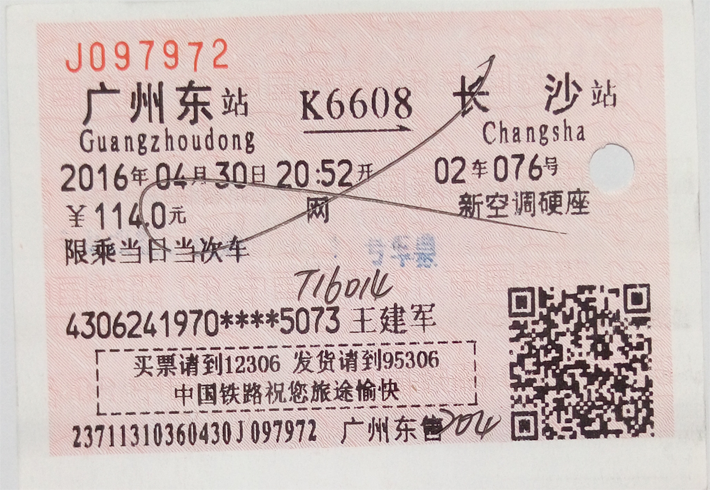 J097972
广州东站 K6608 长沙站
Guangzhoudong Changsha
2016年04月30日 20:52开 02车076号
￥114.0元 网 新空调硬座
限乘当日当次车
T16014
4306241970****5073 王建军
买票请到12306 发货请到95306
中国铁路祝您旅途愉快
23711310360430J097972 广州东售204